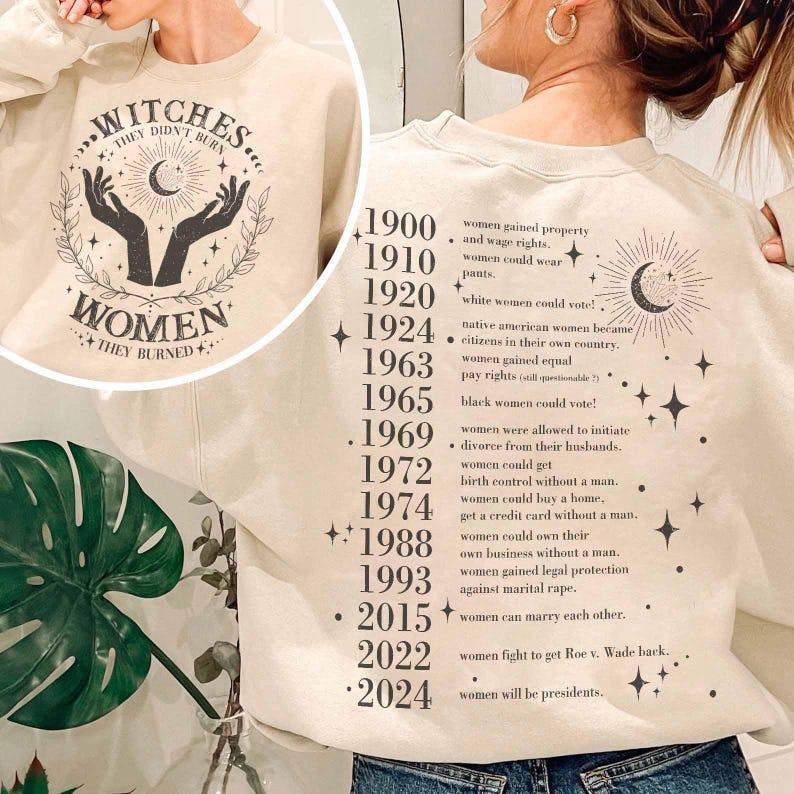 WITCHES
THEY DIDN'T BURN
WOMEN
THEY BURNED
1900 women gained property
and wage rights.
1910 women could wear
pants.
1920 white women could vote!
1924 native american women became
citizens in their own country.
1963 women gained equal
pay rights (still questionable ?)
1965 black women could vote!
1969 women were allowed to initiate
divorce from their husbands.
1972 women could get
birth control without a man.
1974 women could buy a home,
get a credit card without a man.
1988 women could own their
own business without a man.
1993 women gained legal protection
against marital rape.
2015 women can marry each other.
2022 women fight to get Roe v. Wade back.
2024 women will be presidents.